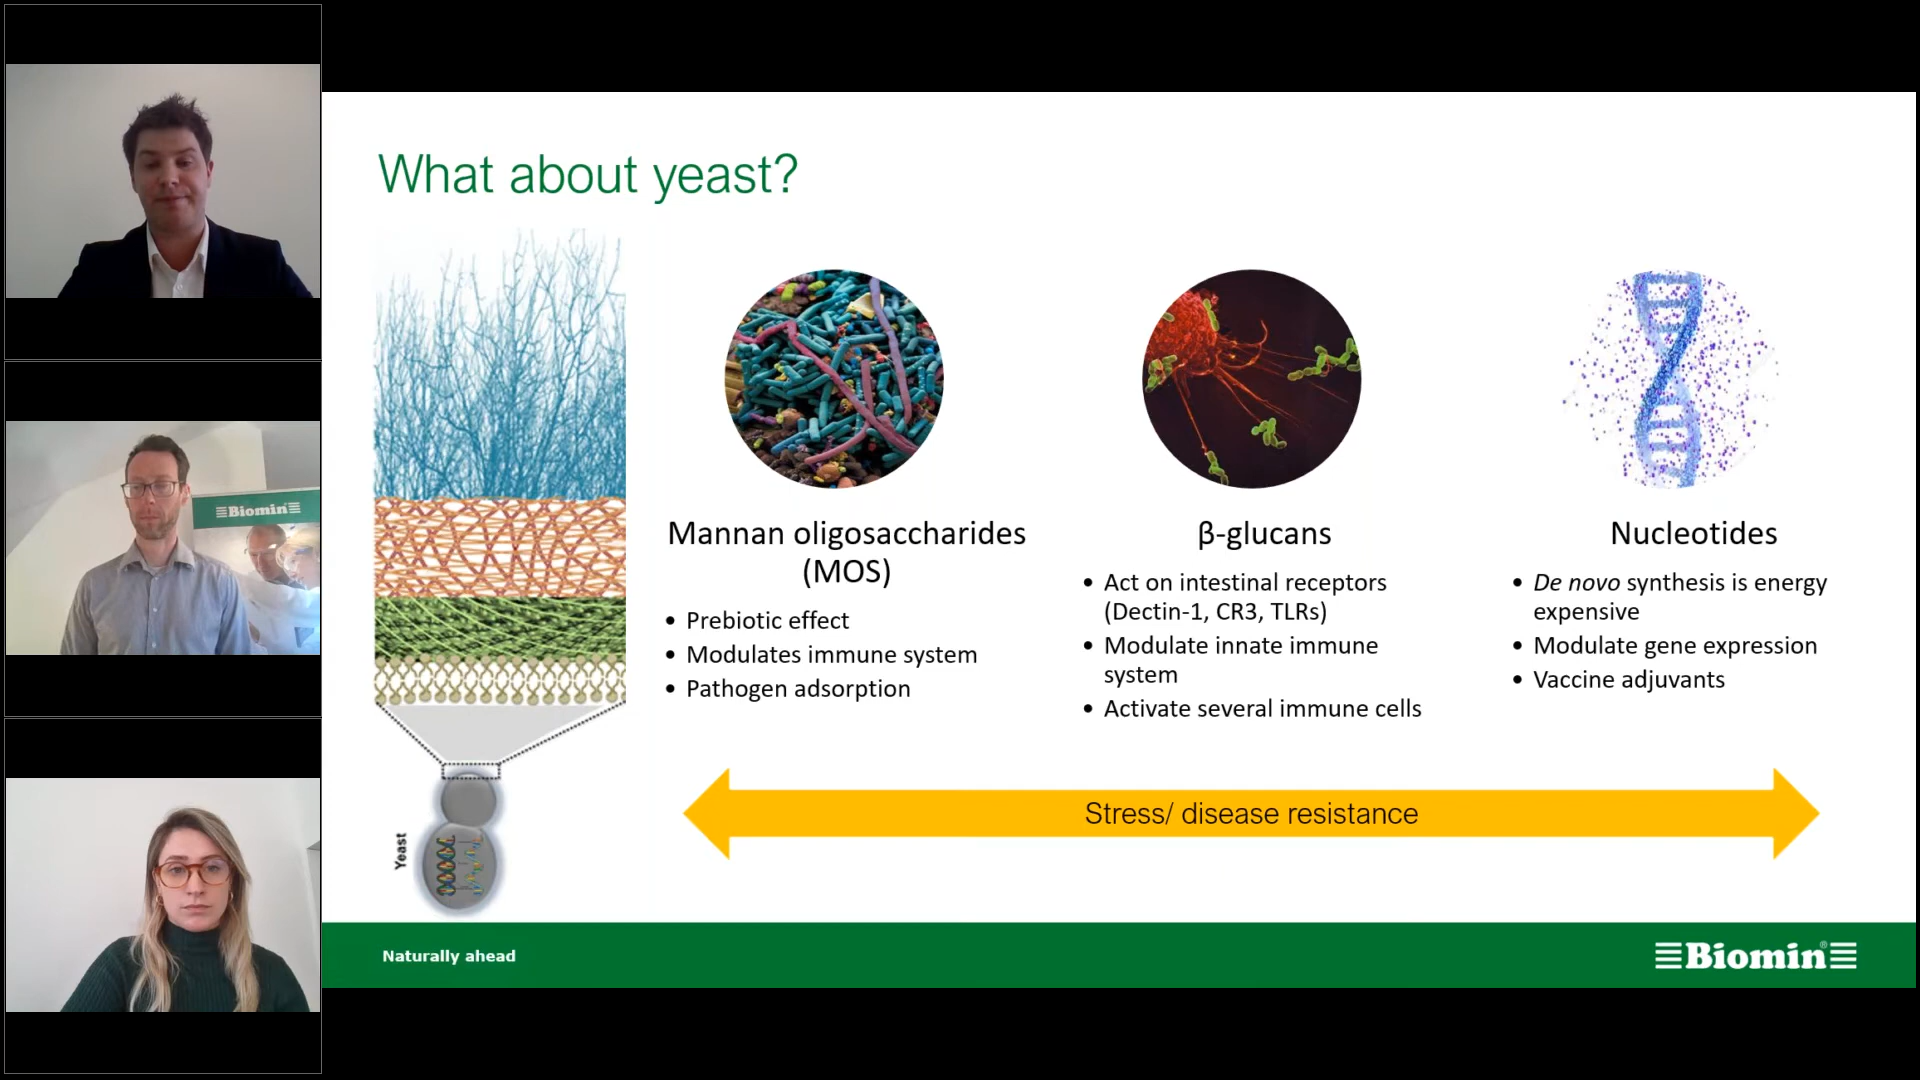 What about yeast?
Mannan oligosaccharides
(MOS)
• Prebiotic effect
• Modulates immune system
• Pathogen adsorption
β-glucans
• Act on intestinal receptors
(Dectin-1, CR3, TLRs)
• Modulate innate immune
system
• Activate several immune cells
Nucleotides
• De novo synthesis is energy
expensive
• Modulate gene expression
• Vaccine adjuvants
Stress/ disease resistance
Yeast
Naturally ahead
Biomin®
Biomin